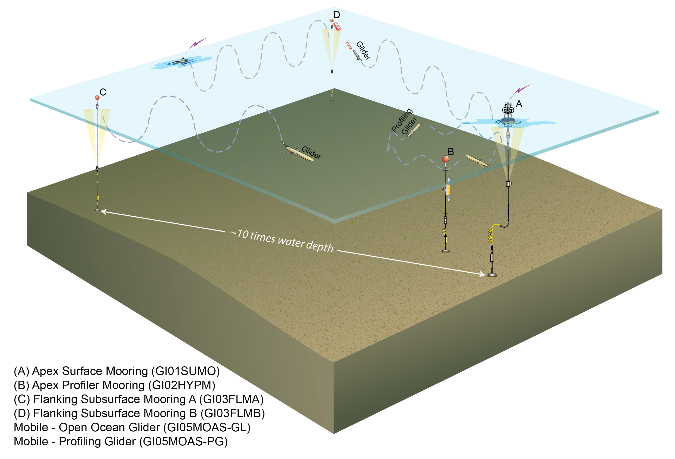 D
Glider
C
A
Profiling
Glider
Glider
B
~10 times water depth
(A) Apex Surface Mooring (GI01SUMO)
(B) Apex Profiler Mooring (GI02HYPM)
(C) Flanking Subsurface Mooring A (GI03FLMA)
(D) Flanking Subsurface Mooring B (GI03FLMB)
Mobile - Open Ocean Glider (GI05MOAS-GL)
Mobile - Profiling Glider (GI05MOAS-PG)